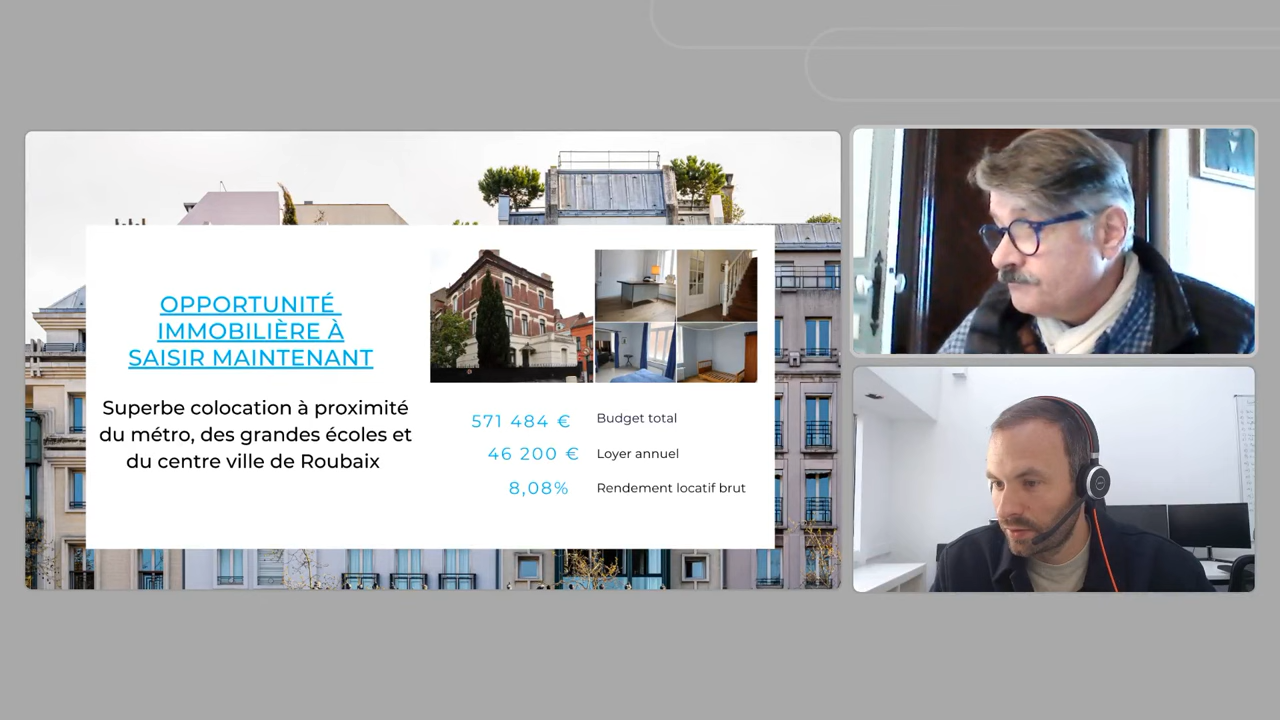 OPPORTUNITÉ
IMMOBILIÈRE À
SAISIR MAINTENANT
Superbe colocation à proximité
du métro, des grandes écoles et
du centre ville de Roubaix
571 484 € Budget total
46 200 € Loyer annuel
8,08% Rendement locatif brut